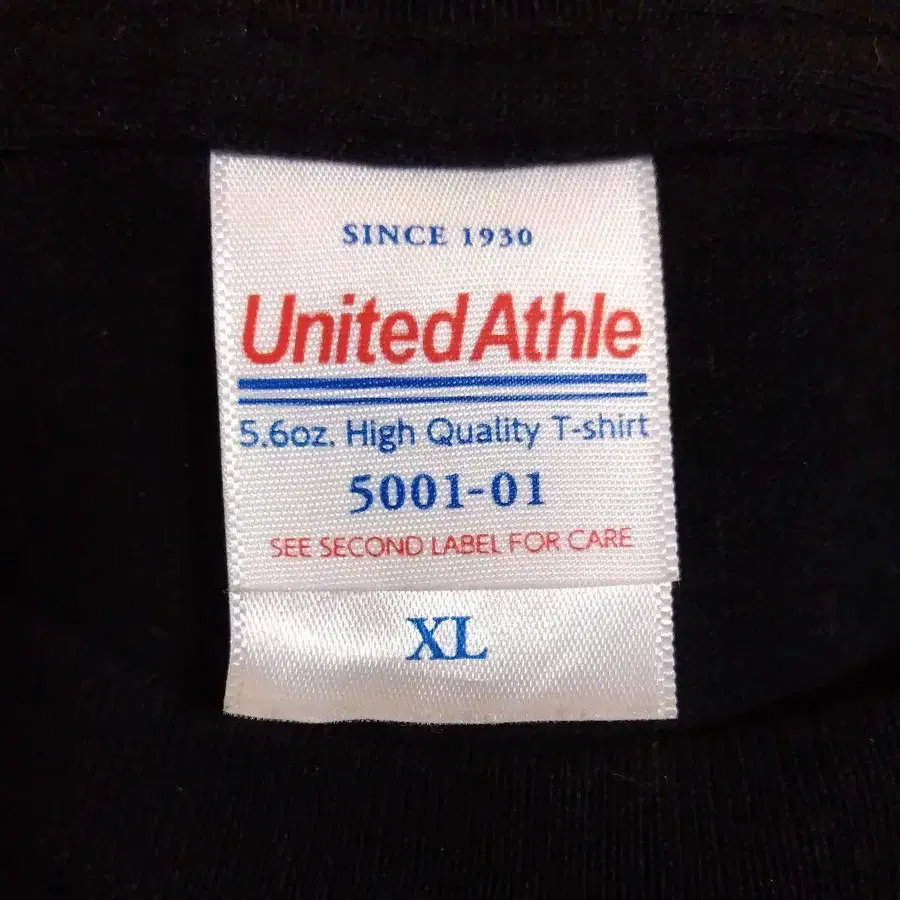 SINCE 1930
United Athle
5.6oz. High Quality T-shirt
5001-01
SEE SECOND LABEL FOR CARE
XL